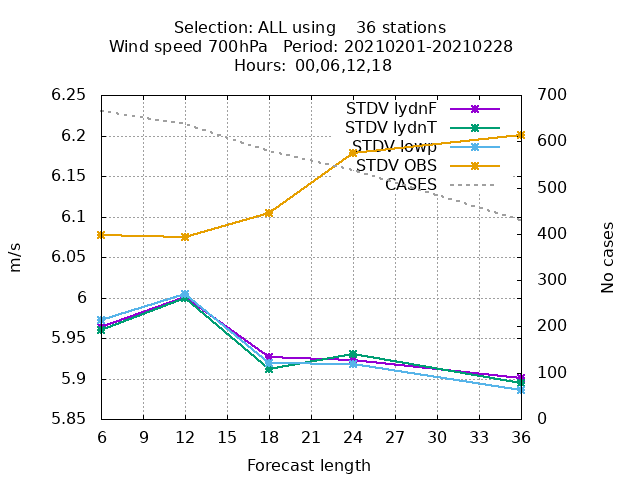 Selection: ALL using    36 stations
Wind speed 700hPa   Period: 20210201-20210228
Hours:  00,06,12,18
STDV lydnF
STDV lydnT
STDV lowp
STDV OBS
CASES
6.25
6.2
6.15
6.1
6.05
6
5.95
5.9
5.85
m/s
700
600
500
400
300
200
100
0
No cases
6 9 12 15 18 21 24 27 30 33 36
Forecast length